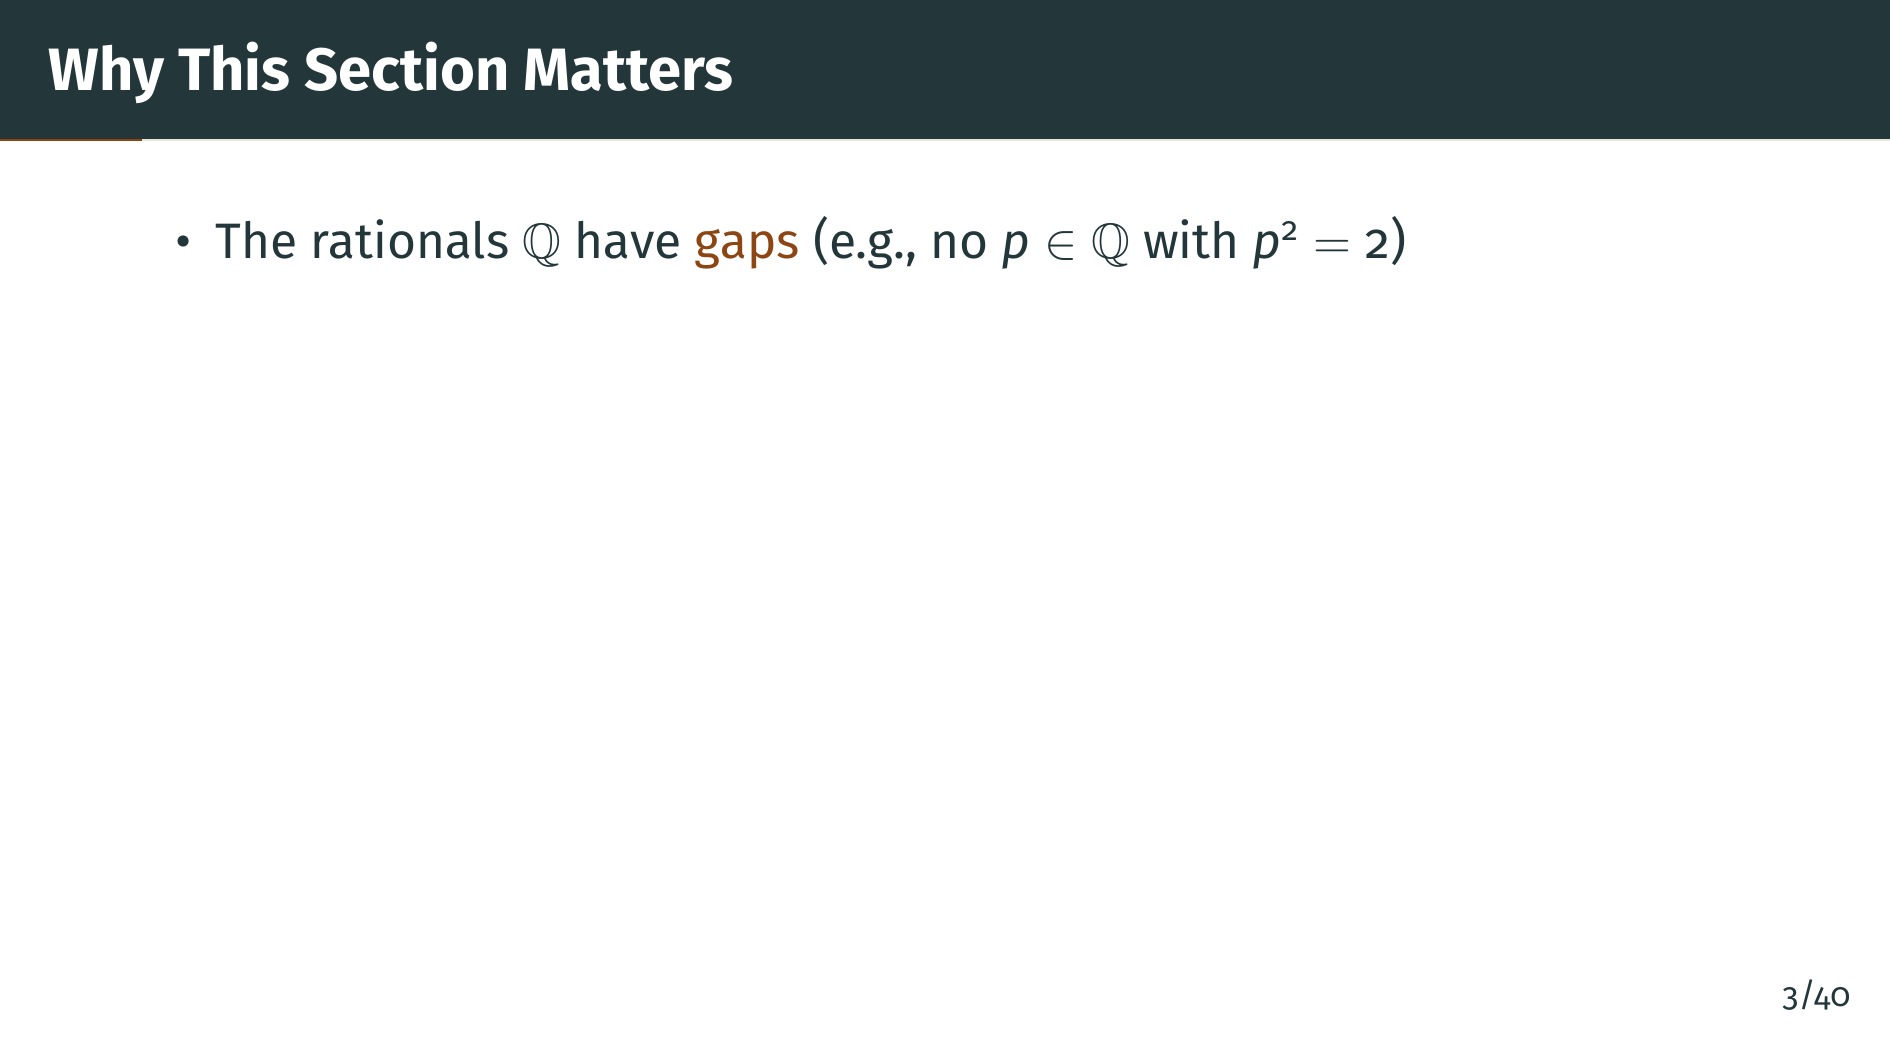 Why This Section Matters
• The rationals ℚ have gaps (e.g., no p ∈ ℚ with p² = 2)
3/40